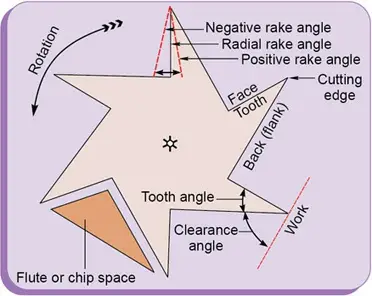 Negative rake angle
Radial rake angle
Positive rake angle
Rotation
Face
Tooth
Cutting
edge
Back (flank)
Tooth angle
Clearance
angle
Work
Flute or chip space